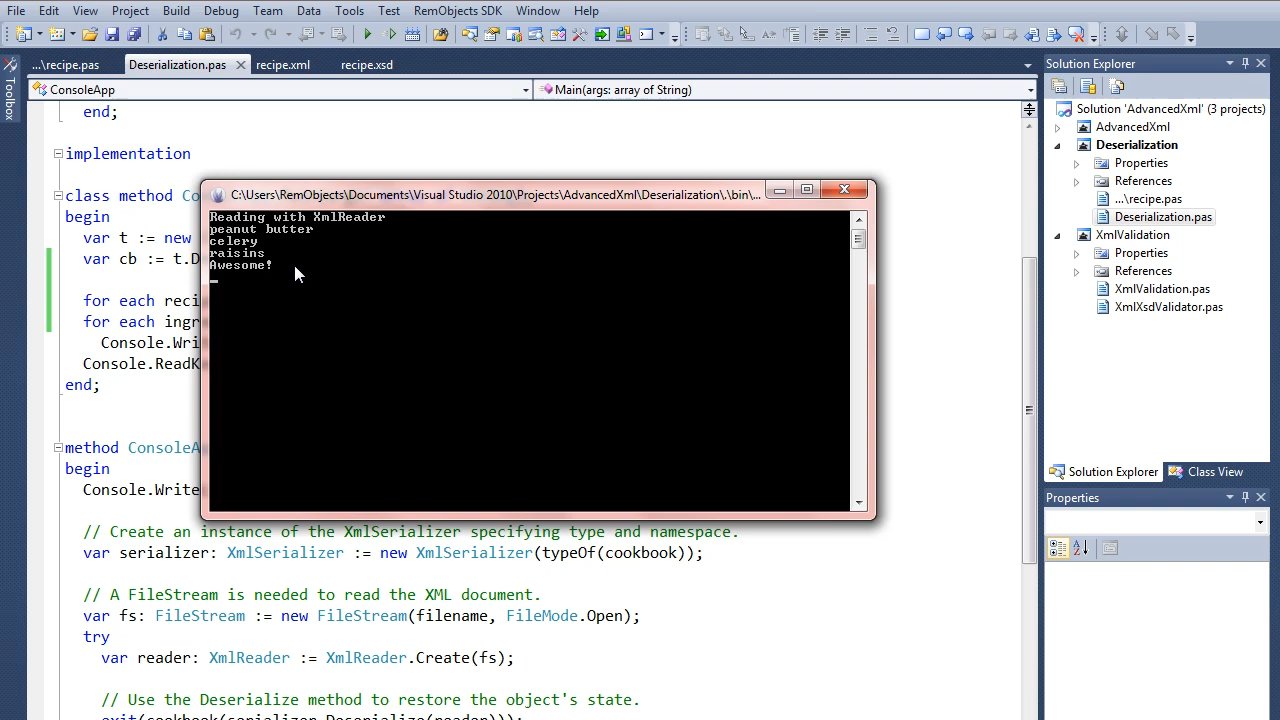 File Edit View Project Build Debug Team Data Tools Test RemObjects SDK Window Help
...\recipe.pas Deserialization.pas recipe.xml recipe.xsd
Toolbox
ConsoleApp Main(args: array of String)
end;
implementation
class method Co
begin
var t := new
var cb := t.D
for each reci
for each ingr
Console.Wri
Console.ReadK
end;
method ConsoleA
begin
Console.Write
// Create an instance of the XmlSerializer specifying type and namespace.
var serializer: XmlSerializer := new XmlSerializer(typeOf(cookbook));
// A FileStream is needed to read the XML document.
var fs: FileStream := new FileStream(filename, FileMode.Open);
try
var reader: XmlReader := XmlReader.Create(fs);
// Use the Deserialize method to restore the object's state.
exit(cookbook(serializer.Deserialize(reader)));
C:\Users\RemObjects\Documents\Visual Studio 2010\Projects\AdvancedXml\Deserialization\.\bin\...
Reading with XmlReader
peanut butter
celery
raisins
Awesome!
Solution Explorer
Solution 'AdvancedXml' (3 projects)
AdvancedXml
Deserialization
Properties
References
...\recipe.pas
Deserialization.pas
XmlValidation
Properties
References
XmlValidation.pas
XmlXsdValidator.pas
Solution Explorer Class View
Properties